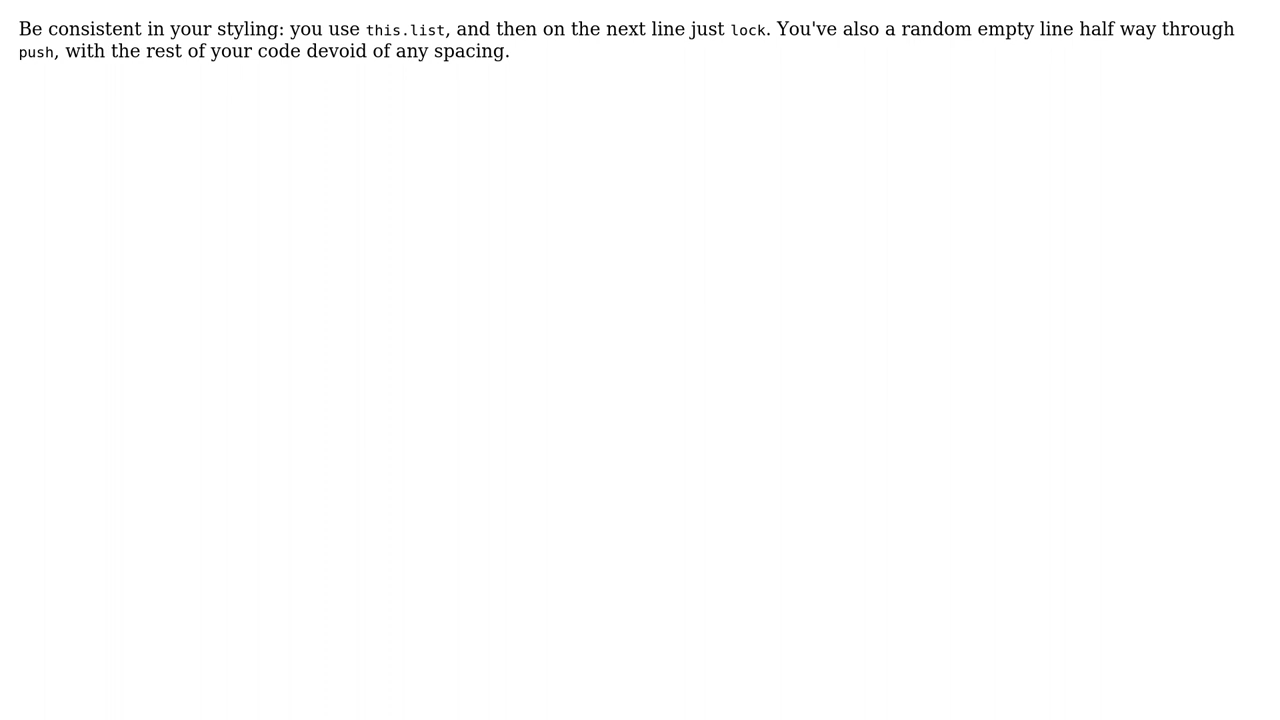 Be consistent in your styling: you use this.list, and then on the next line just lock. You've also a random empty line half way through
push, with the rest of your code devoid of any spacing.